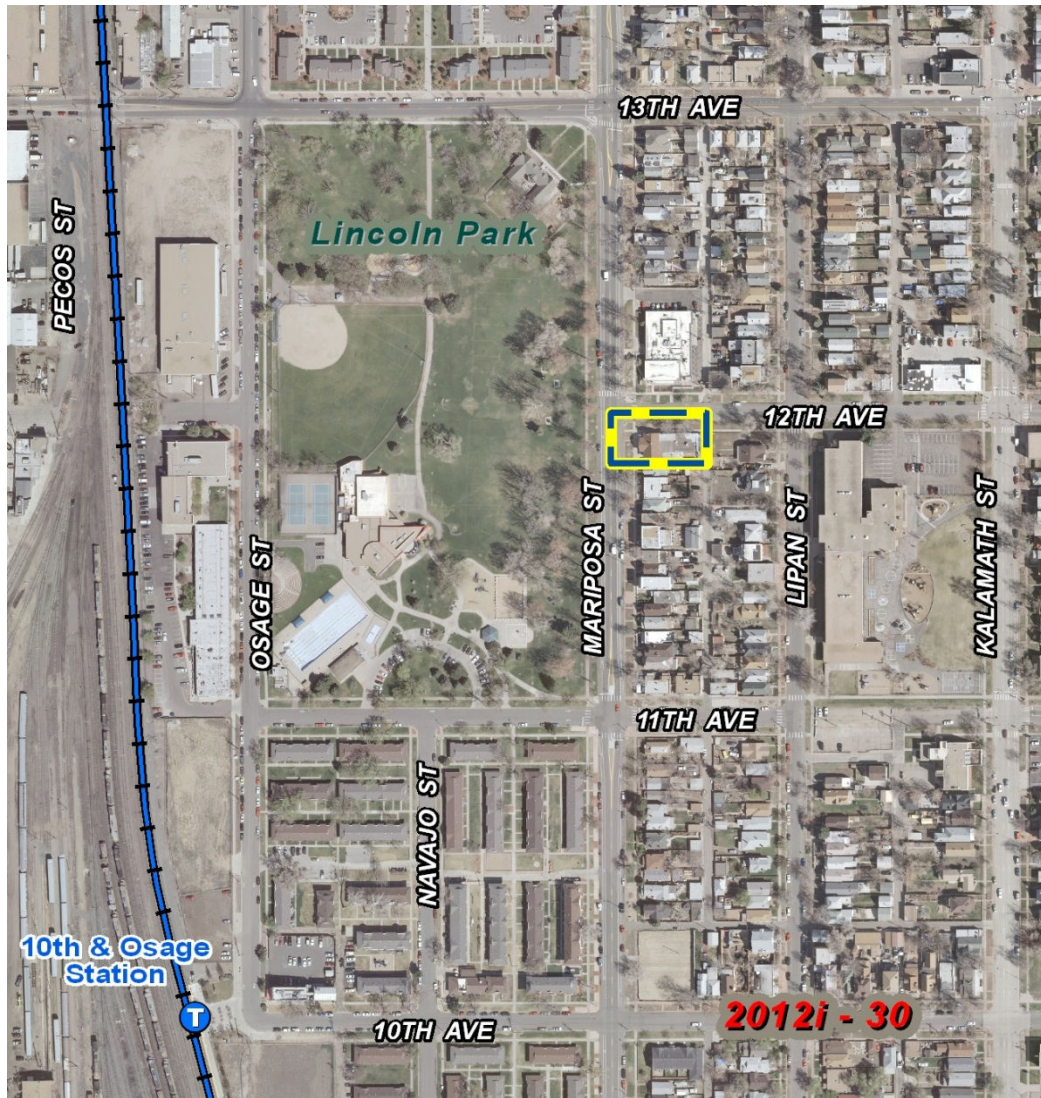 13TH AVE
PECOS ST
Lincoln Park
12TH AVE
MARIPOSA ST
LIPAN ST
KALAMATH ST
OSAGE ST
11TH AVE
NAVAJO ST
10th & Osage
Station
T
10TH AVE
2012i - 30